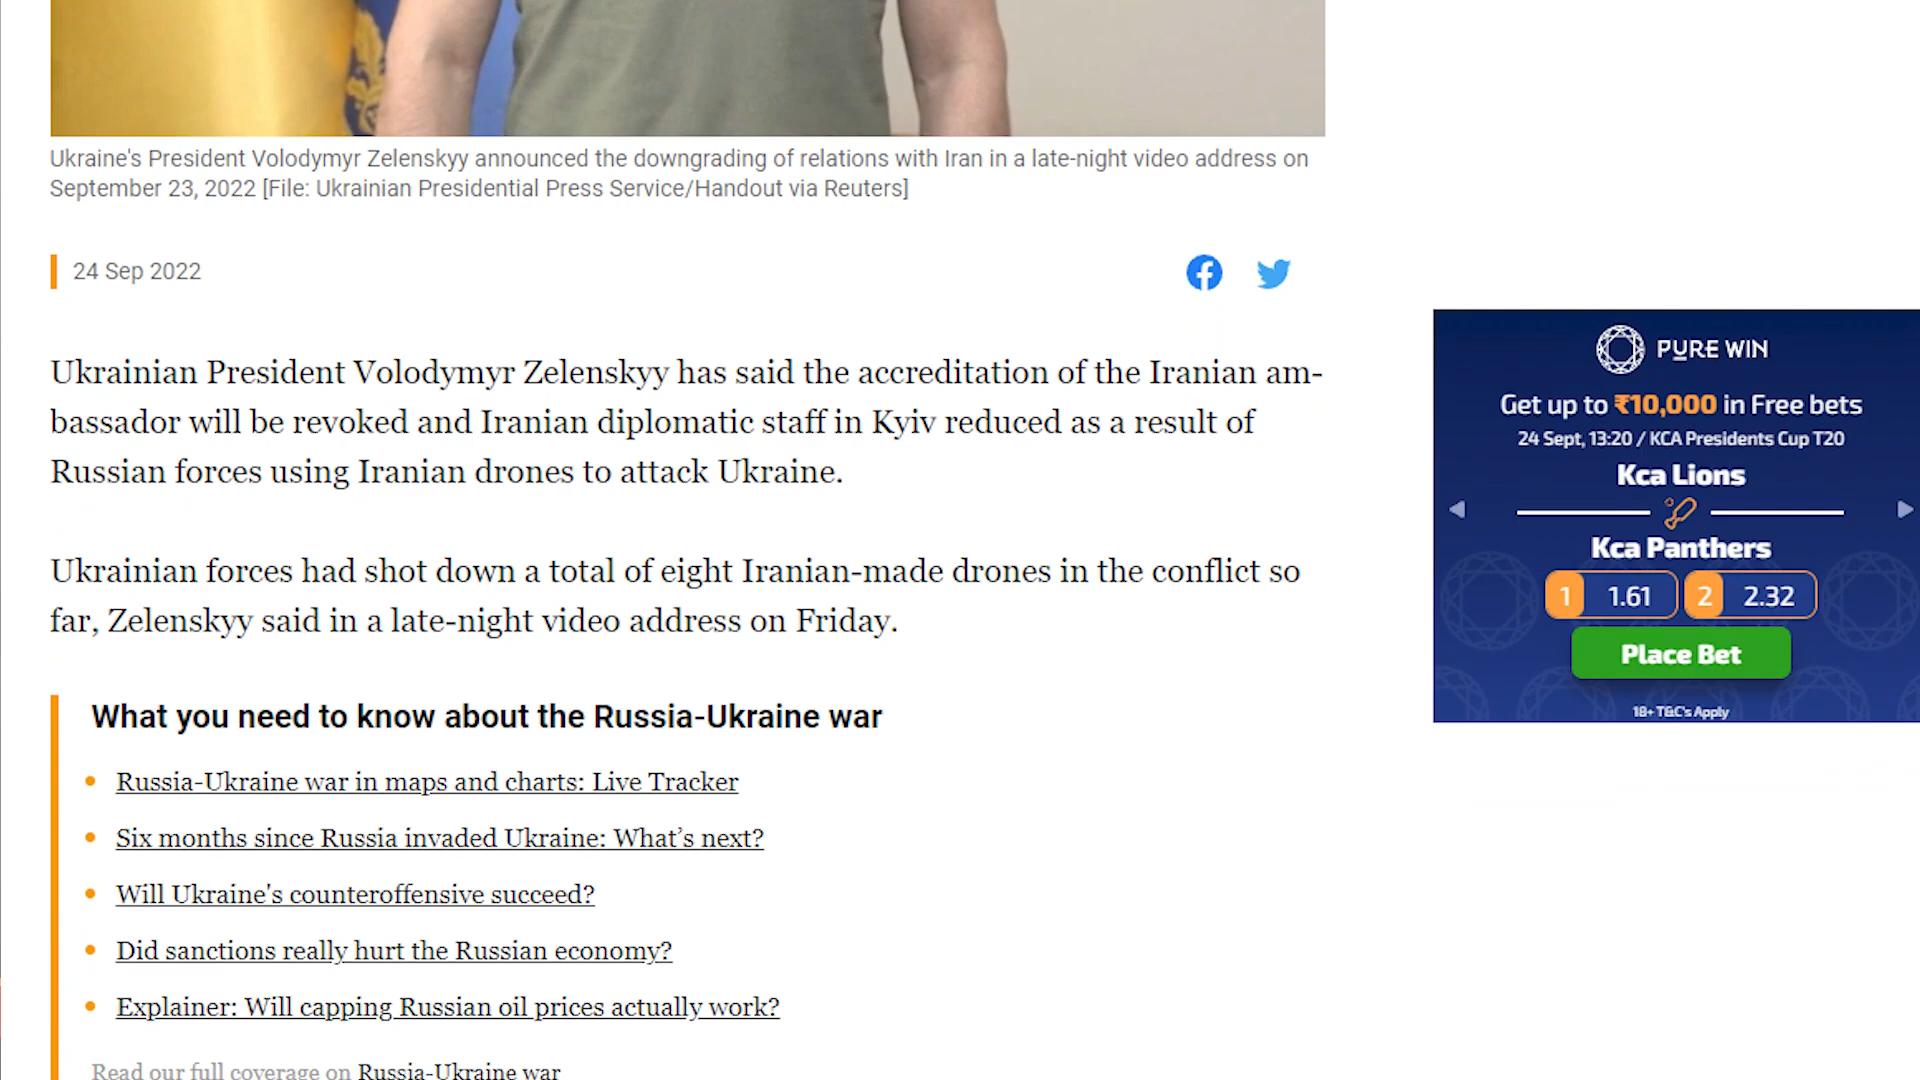 Ukraine's President Volodymyr Zelenskyy announced the downgrading of relations with Iran in a late-night video address on
September 23, 2022 [File: Ukrainian Presidential Press Service/Handout via Reuters]
24 Sep 2022
Ukrainian President Volodymyr Zelenskyy has said the accreditation of the Iranian am-
bassador will be revoked and Iranian diplomatic staff in Kyiv reduced as a result of
Russian forces using Iranian drones to attack Ukraine.
Ukrainian forces had shot down a total of eight Iranian-made drones in the conflict so
far, Zelenskyy said in a late-night video address on Friday.
What you need to know about the Russia-Ukraine war
Russia-Ukraine war in maps and charts: Live Tracker
Six months since Russia invaded Ukraine: What’s next?
Will Ukraine's counteroffensive succeed?
Did sanctions really hurt the Russian economy?
Explainer: Will capping Russian oil prices actually work?
Read our full coverage on Russia-Ukraine war
PURE WIN
Get up to ₹10,000 in Free bets
24 Sept, 13:20 / KCA Presidents Cup T20
Kca Lions
Kca Panthers
1 1.61 2 2.32
Place Bet
18+ T&C's Apply